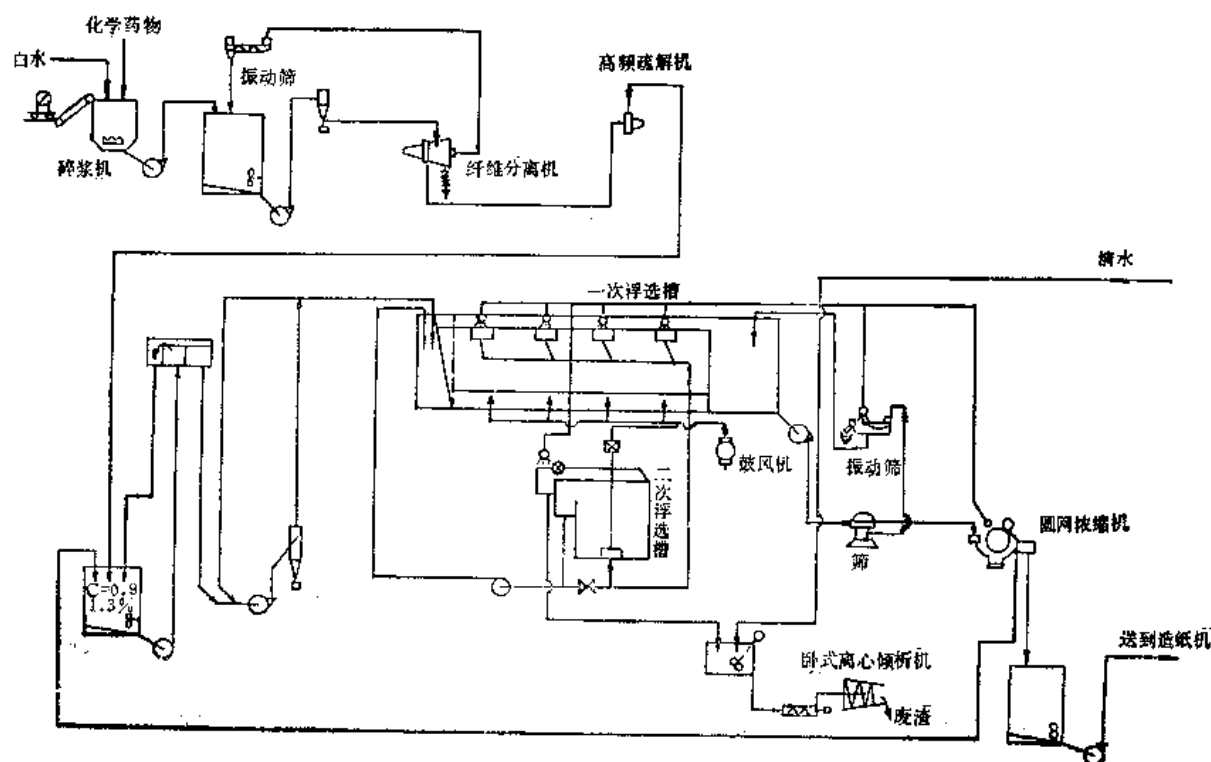 化学药物
白水
振动筛
高频疏解机
碎浆机
纤维分离机
清水
一次浮选槽
鼓风机
振动筛
二次浮选槽
圆网浓缩机
筛
C=0.9
1.3%
送到造纸机
卧式离心倾析机
废渣